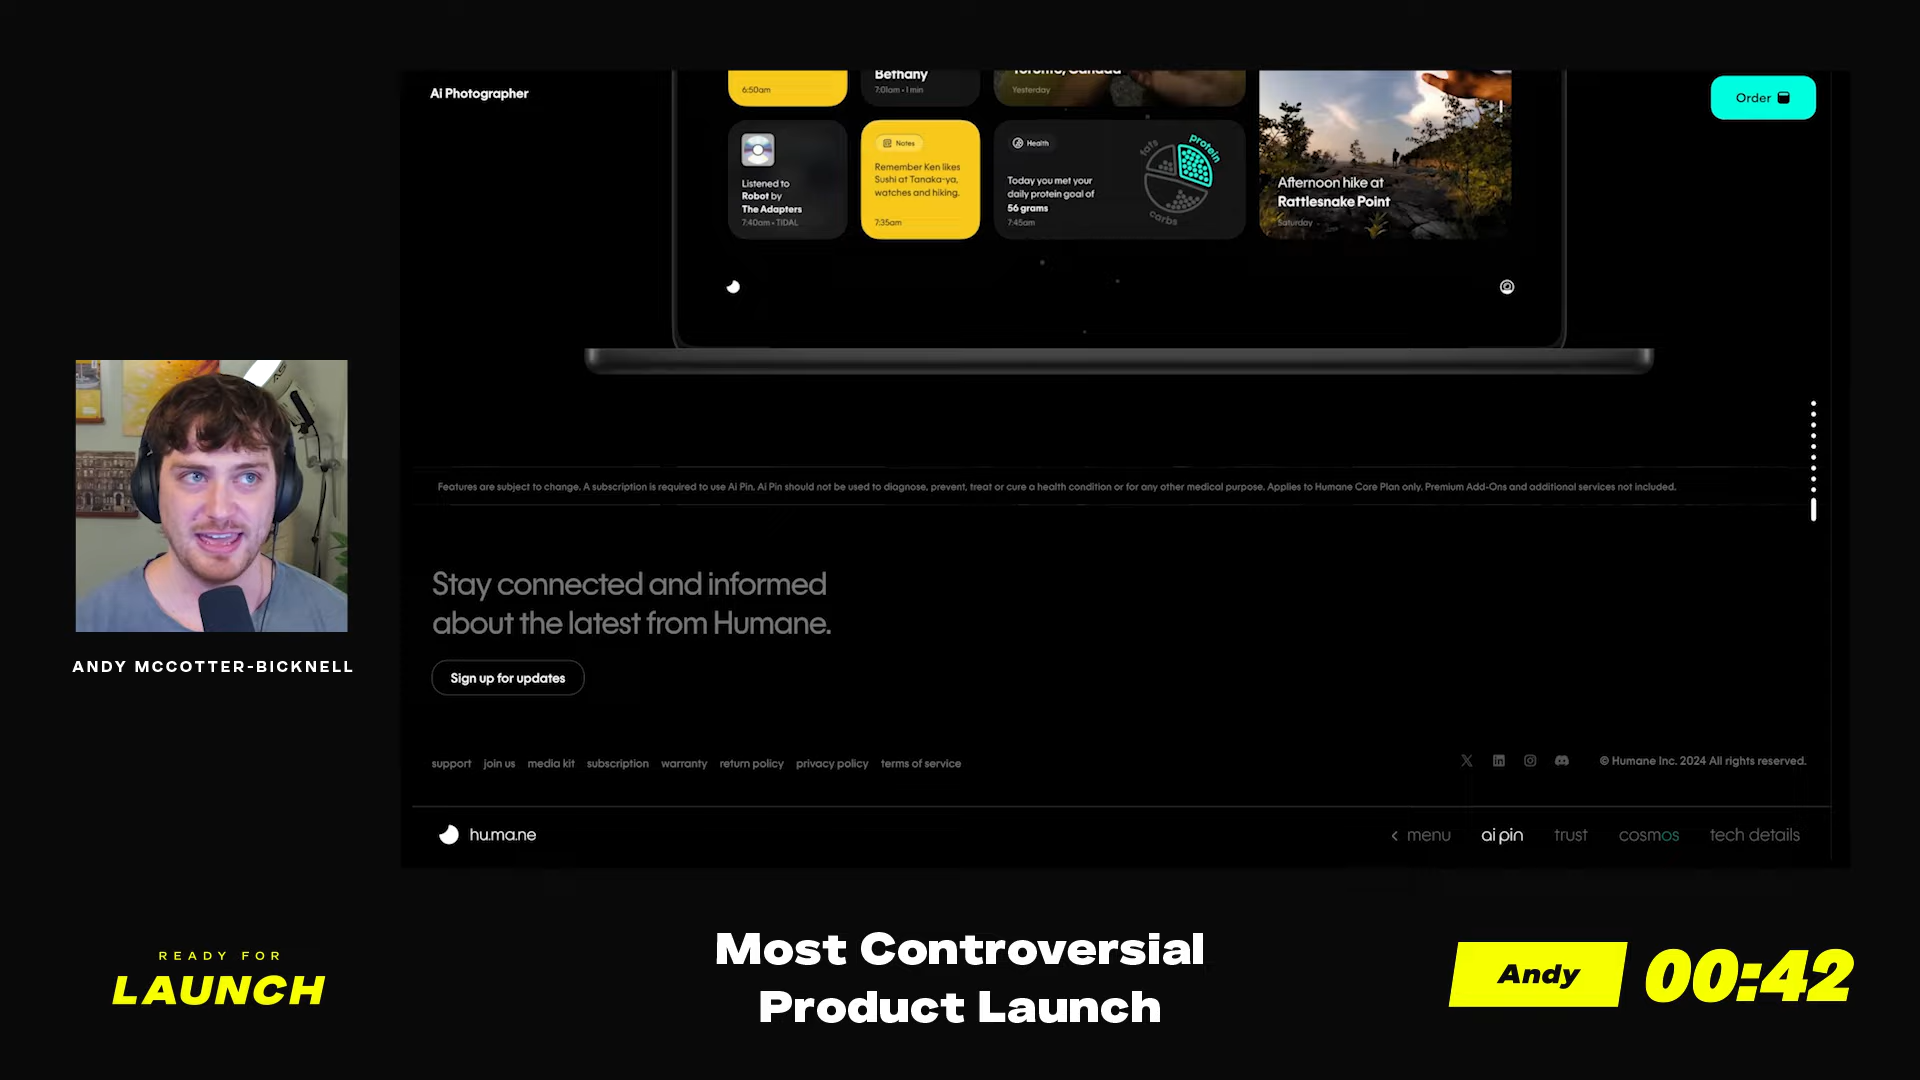 Ai Photographer
Order
6:50am
Bethany
7:01am • 1 min
Toronto, Canada
Yesterday
Listened to
Robot by
The Adapters
7:40am • TIDAL
Notes
Remember Ken likes
Sushi at Tanaka-ya,
watches and hiking.
7:35am
Health
Today you met your
daily protein goal of
56 grams
7:45am
fats
protein
carbs
Afternoon hike at
Rattlesnake Point
Saturday
Features are subject to change. A subscription is required to use Ai Pin. Ai Pin should not be used to diagnose, prevent, treat or cure a health condition or for any other medical purpose. Applies to Humane Core Plan only. Premium Add-Ons and additional services not included.
Stay connected and informed
about the latest from Humane.
Sign up for updates
support join us media kit subscription warranty return policy privacy policy terms of service
© Humane Inc. 2024 All rights reserved.
hu.ma.ne
< menu ai pin trust cosmos tech details
ANDY MCCOTTER-BICKNELL
READY FOR
LAUNCH
Most Controversial
Product Launch
Andy
00:42